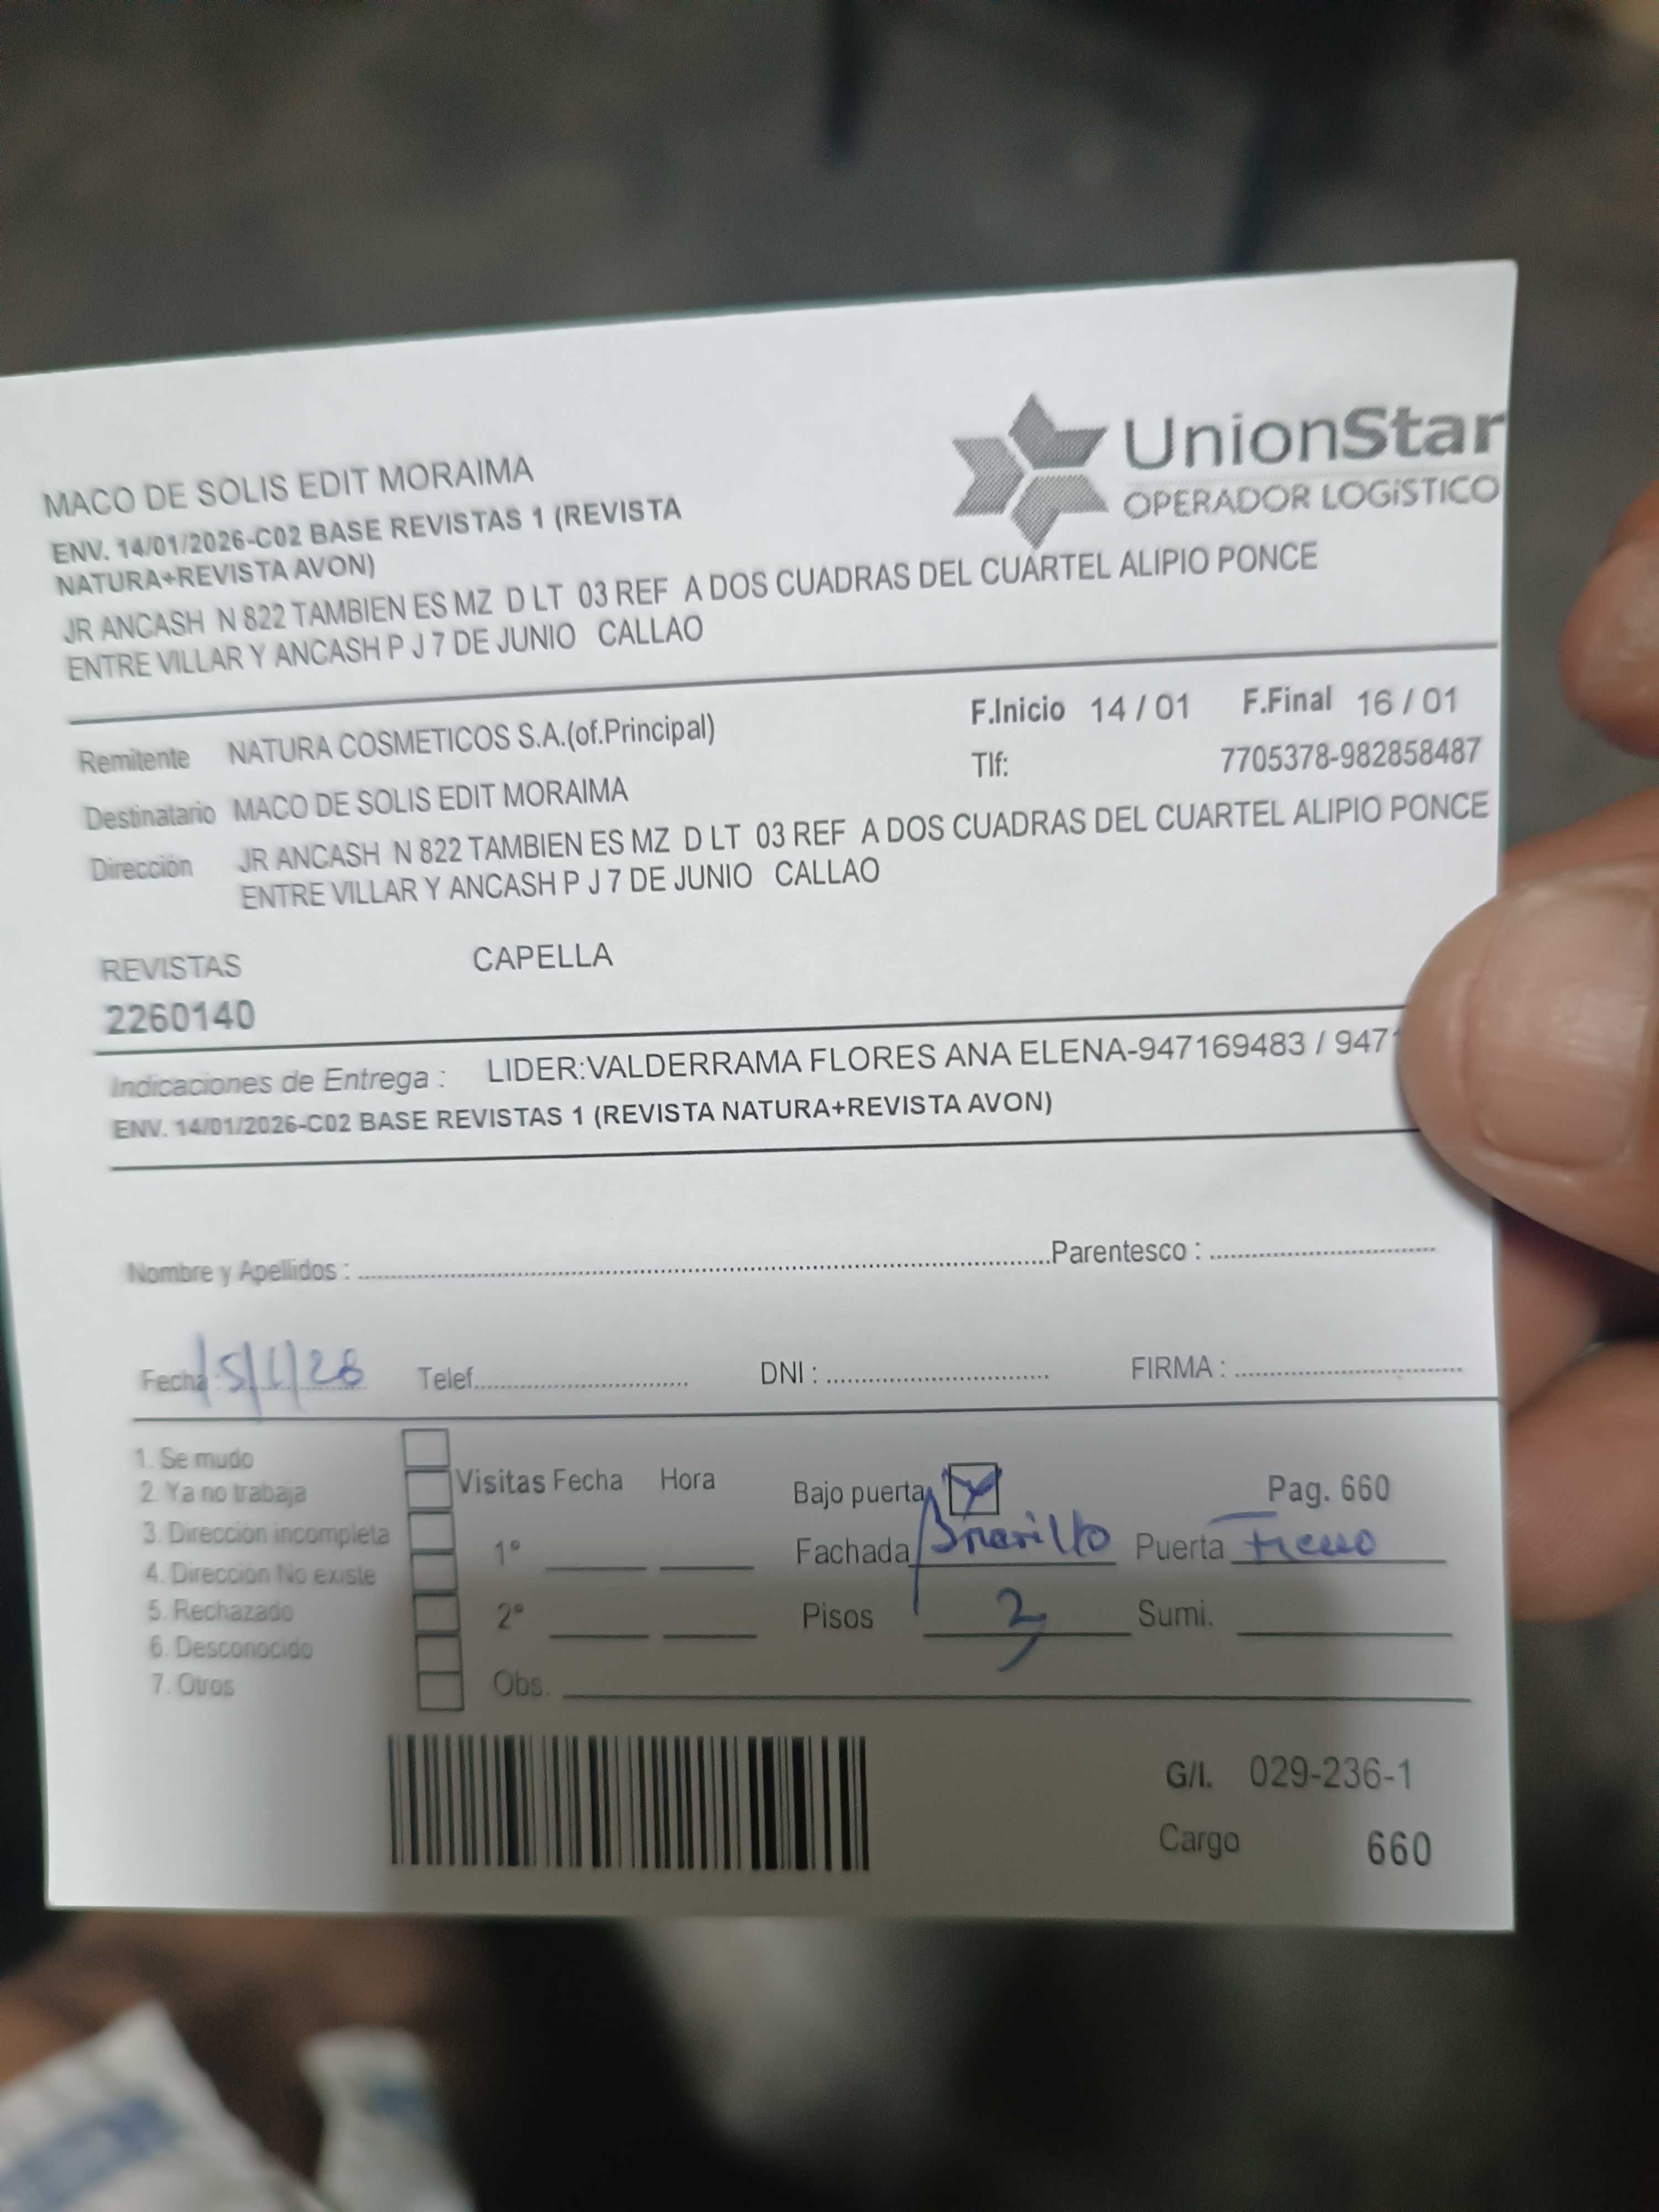 MACO DE SOLIS EDIT MORAIMA
ENV. 14/01/2026-C02 BASE REVISTAS 1 (REVISTA
NATURA+REVISTA AVON)
JR ANCASH N 822 TAMBIEN ES MZ D LT 03 REF A DOS CUADRAS DEL CUARTEL ALIPIO PONCE
ENTRE VILLAR Y ANCASH P J 7 DE JUNIO CALLAO
UnionStar
OPERADOR LOGÍSTICO
F.Inicio 14 / 01 F.Final 16 / 01
Remitente NATURA COSMETICOS S.A.(of.Principal)
Tlf: 7705378-982858487
Destinatario MACO DE SOLIS EDIT MORAIMA
Dirección JR ANCASH N 822 TAMBIEN ES MZ D LT 03 REF A DOS CUADRAS DEL CUARTEL ALIPIO PONCE
ENTRE VILLAR Y ANCASH P J 7 DE JUNIO CALLAO
REVISTAS CAPELLA
2260140
Indicaciones de Entrega : LIDER:VALDERRAMA FLORES ANA ELENA-947169483 / 947
ENV. 14/01/2026-C02 BASE REVISTAS 1 (REVISTA NATURA+REVISTA AVON)
Nombre y Apellidos : Parentesco :
Fecha 15/1/26 Telef. DNI : FIRMA :
1. Se mudo
2. Ya no trabaja
3. Dirección incompleta
4. Dirección No existe
5. Rechazado
6. Desconocido
7. Otros
Visitas Fecha Hora
1º
2º
Obs.
Bajo puerta Pag. 660
Fachada Amarillo Puerta Fierro
Pisos 2 Sumi.
G/I. 029-236-1
Cargo 660